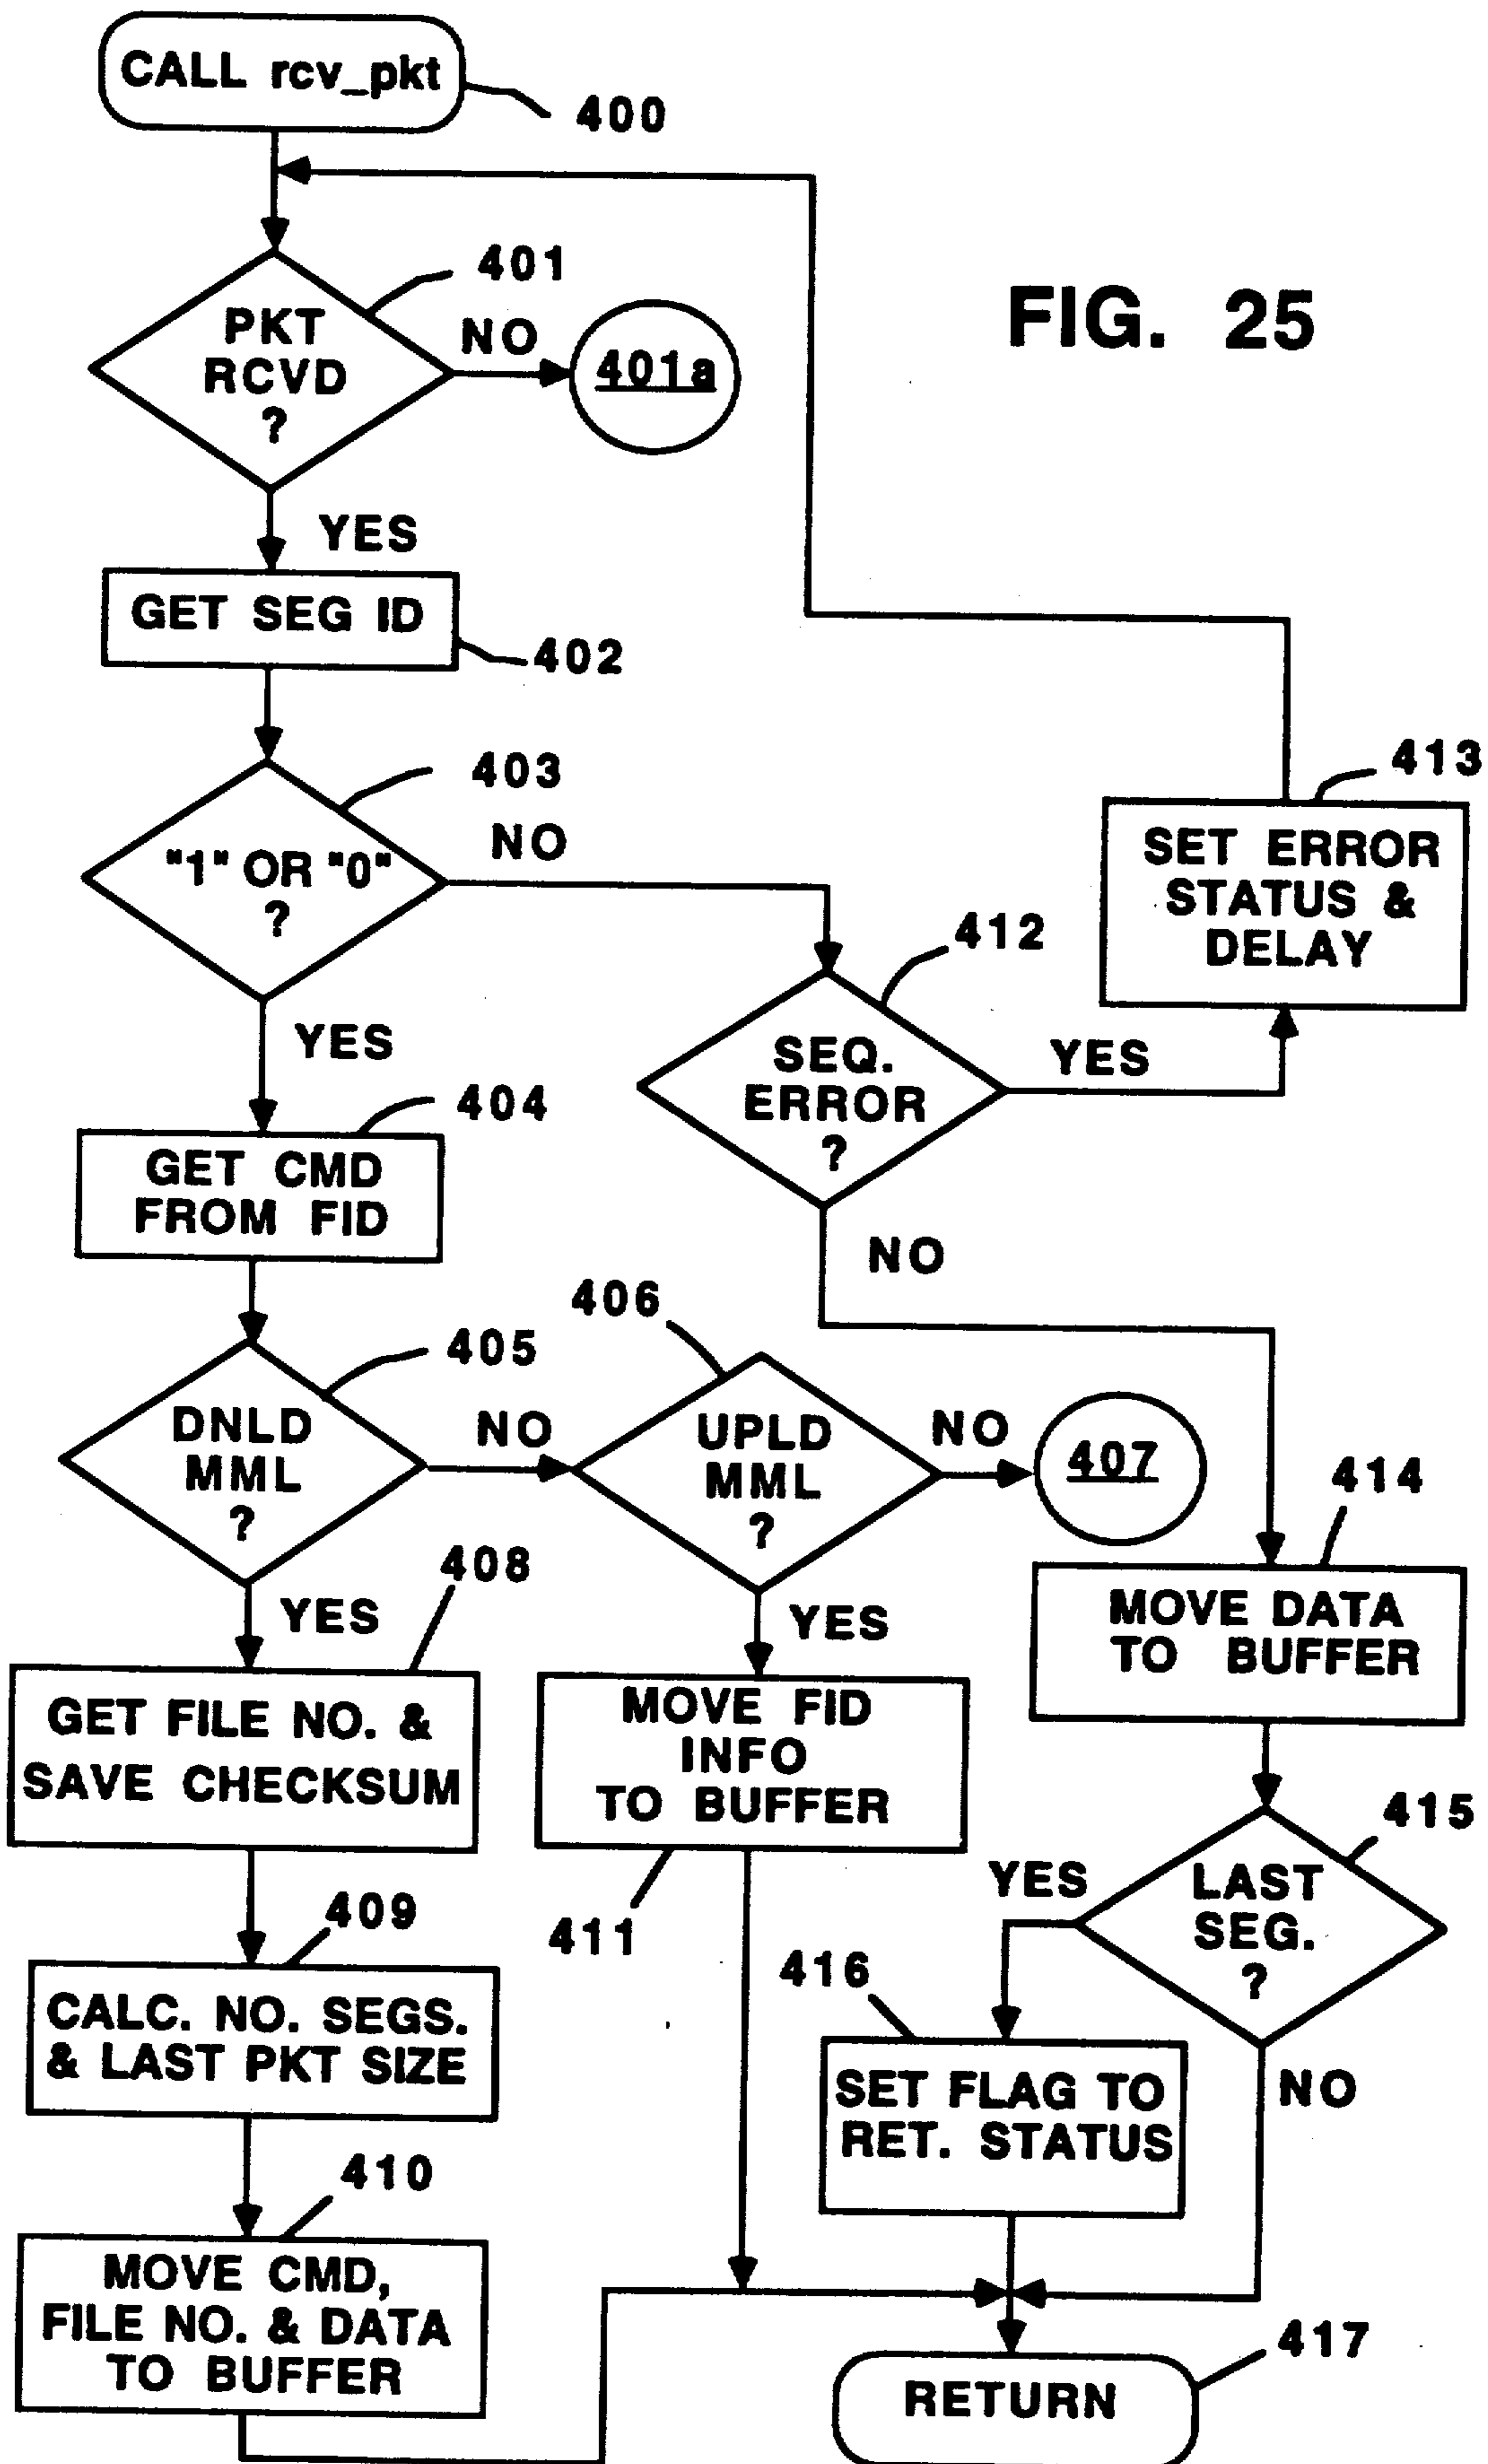 CALL rcv_pkt
400
FIG. 25
401
PKT
RCVD
?
NO
401a
YES
GET SEG ID
402
403
"1" OR "0"
?
NO
413
SET ERROR
STATUS &
DELAY
412
SEQ.
ERROR
?
YES
NO
YES
404
GET CMD
FROM FID
405
DNLD
MML
?
NO
406
UPLD
MML
?
NO
407
414
MOVE DATA
TO BUFFER
YES
408
GET FILE NO. &
SAVE CHECKSUM
YES
MOVE FID
INFO
TO BUFFER
411
415
LAST
SEG.
?
YES
NO
416
SET FLAG TO
RET. STATUS
409
CALC. NO. SEGS.
& LAST PKT SIZE
410
MOVE CMD,
FILE NO. & DATA
TO BUFFER
417
RETURN